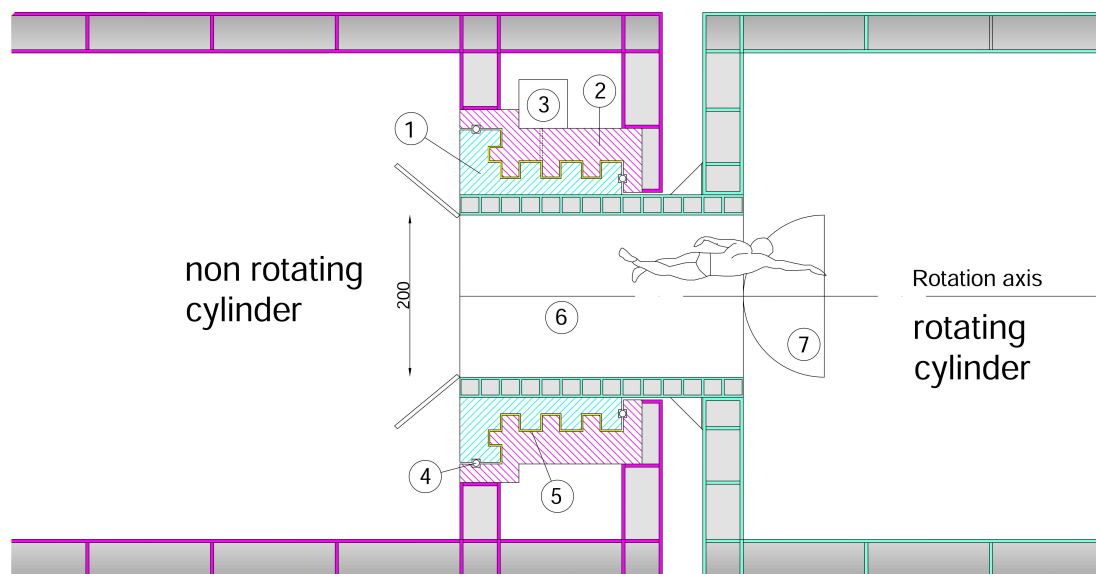 3
2
1
non rotating
cylinder
200
6
Rotation axis
rotating
cylinder
7
4
5